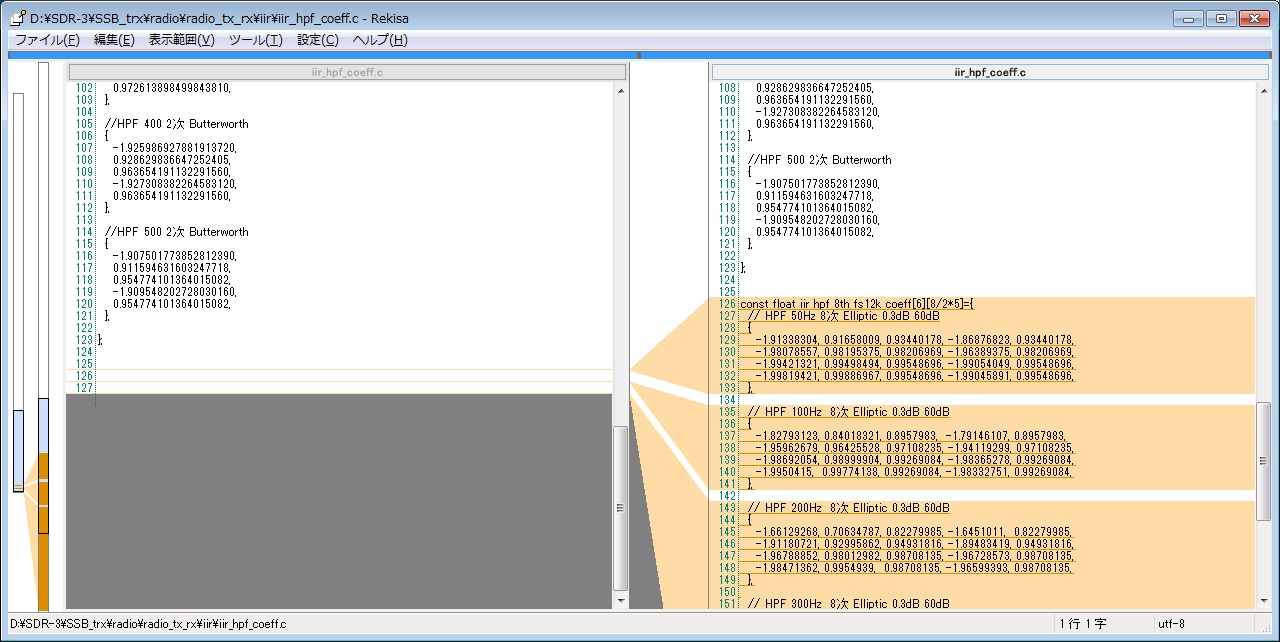 D:¥SDR-3¥SSB_trx¥radio¥radio_tx_rx¥iir¥iir_hpf_coeff.c - Rekisa
ファイル(F) 編集(E) 表示範囲(V) ツール(T) 設定(C) ヘルプ(H)
iir_hpf_coeff.c
102 0.972613898499843810,
103 },
104
105 //HPF 400 2次 Butterworth
106 {
107 -1.925986927881913720,
108 0.928629836647252405,
109 0.963654191132291560,
110 -1.927308382264583120,
111 0.963654191132291560,
112 },
113
114 //HPF 500 2次 Butterworth
115 {
116 -1.907501773852812390,
117 0.911594631603247718,
118 0.954774101364015082,
119 -1.909548202728030160,
120 0.954774101364015082,
121 },
122
123 };
124
125
126
127
iir_hpf_coeff.c
108 0.928629836647252405,
109 0.963654191132291560,
110 -1.927308382264583120,
111 0.963654191132291560,
112 },
113
114 //HPF 500 2次 Butterworth
115 {
116 -1.907501773852812390,
117 0.911594631603247718,
118 0.954774101364015082,
119 -1.909548202728030160,
120 0.954774101364015082,
121 },
122
123 };
124
125
126 const float iir_hpf_8th_fs12k_coeff[6][8/2*5]={
127 // HPF 50Hz 8次 Elliptic 0.3dB 60dB
128 {
129 -1.91338304, 0.91658009, 0.93440178, -1.86876823, 0.93440178,
130 -1.98078557, 0.98195375, 0.98206969, -1.96389375, 0.98206969,
131 -1.99421321, 0.99498494, 0.99548696, -1.99054049, 0.99548696,
132 -1.99819421, 0.99886967, 0.99548696, -1.99045891, 0.99548696,
133 },
134
135 // HPF 100Hz 8次 Elliptic 0.3dB 60dB
136 {
137 -1.82793123, 0.84018321, 0.8957983, -1.79146107, 0.8957983,
138 -1.95962679, 0.96425528, 0.97108235, -1.94119299, 0.97108235,
139 -1.98692054, 0.98999904, 0.99269084, -1.98365278, 0.99269084,
140 -1.9950415, 0.99774138, 0.99269084, -1.98332751, 0.99269084,
141 },
142
143 // HPF 200Hz 8次 Elliptic 0.3dB 60dB
144 {
145 -1.66129268, 0.70634787, 0.82279985, -1.6451011, 0.82279985,
146 -1.91180721, 0.92995862, 0.94931816, -1.89483419, 0.94931816,
147 -1.96788852, 0.98012982, 0.98708135, -1.96728573, 0.98708135,
148 -1.98471362, 0.9954939, 0.98708135, -1.96599393, 0.98708135,
149 },
150
151 // HPF 300Hz 8次 Elliptic 0.3dB 60dB
D:¥SDR-3¥SSB_trx¥radio¥radio_tx_rx¥iir¥iir_hpf_coeff.c 1 行 1 字 utf-8